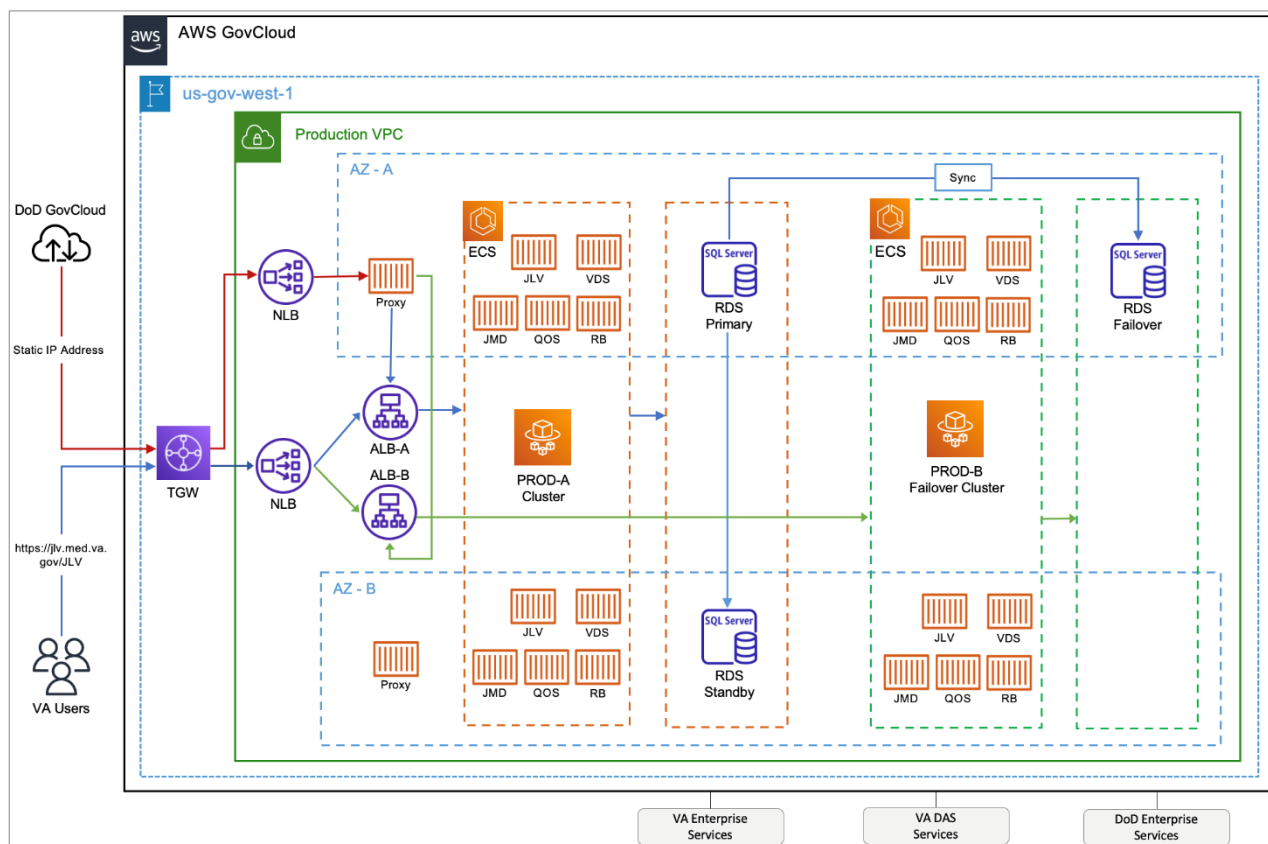 aws
AWS GovCloud
us-gov-west-1
Production VPC
AZ - A
Sync
DoD GovCloud
ECS
JLV
VDS
JMD
QOS
RB
SQL Server
RDS
Primary
ECS
JLV
VDS
JMD
QOS
RB
SQL Server
RDS
Failover
NLB
Proxy
Static IP Address
ALB-A
ALB-B
TGW
NLB
PROD-A
Cluster
PROD-B
Failover Cluster
https://jlv.med.va.
gov/JLV
AZ - B
Proxy
JLV
VDS
JMD
QOS
RB
SQL Server
RDS
Standby
JLV
VDS
JMD
QOS
RB
VA Users
VA Enterprise
Services
VA DAS
Services
DoD Enterprise
Services